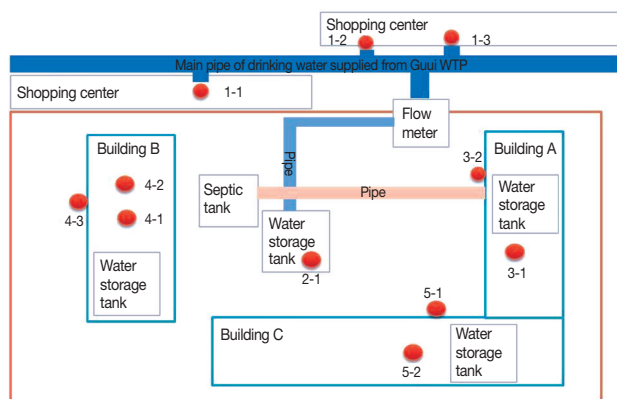 Shopping center
1-2
1-3
Main pipe of drinking water supplied from Guui WTP
Shopping center
1-1
Flow
meter
Building B
Building A
3-2
Pipe
4-2
Septic
tank
Pipe
Water
storage
tank
4-3
4-1
Water
storage
tank
2-1
3-1
Water
storage
tank
5-1
Building C
Water
storage
tank
5-2